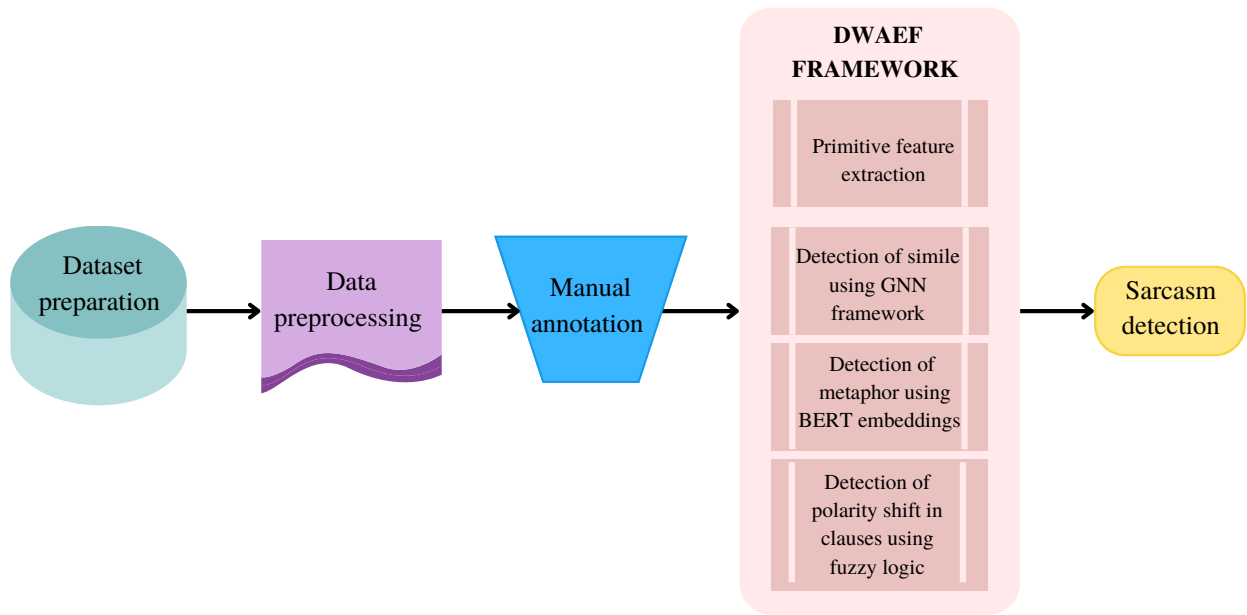 Dataset
preparation
Data
preprocessing
Manual
annotation
DWAEF
FRAMEWORK
Primitive feature
extraction
Detection of simile
using GNN
framework
Detection of
metaphor using
BERT embeddings
Detection of
polarity shift in
clauses using
fuzzy logic
Sarcasm
detection